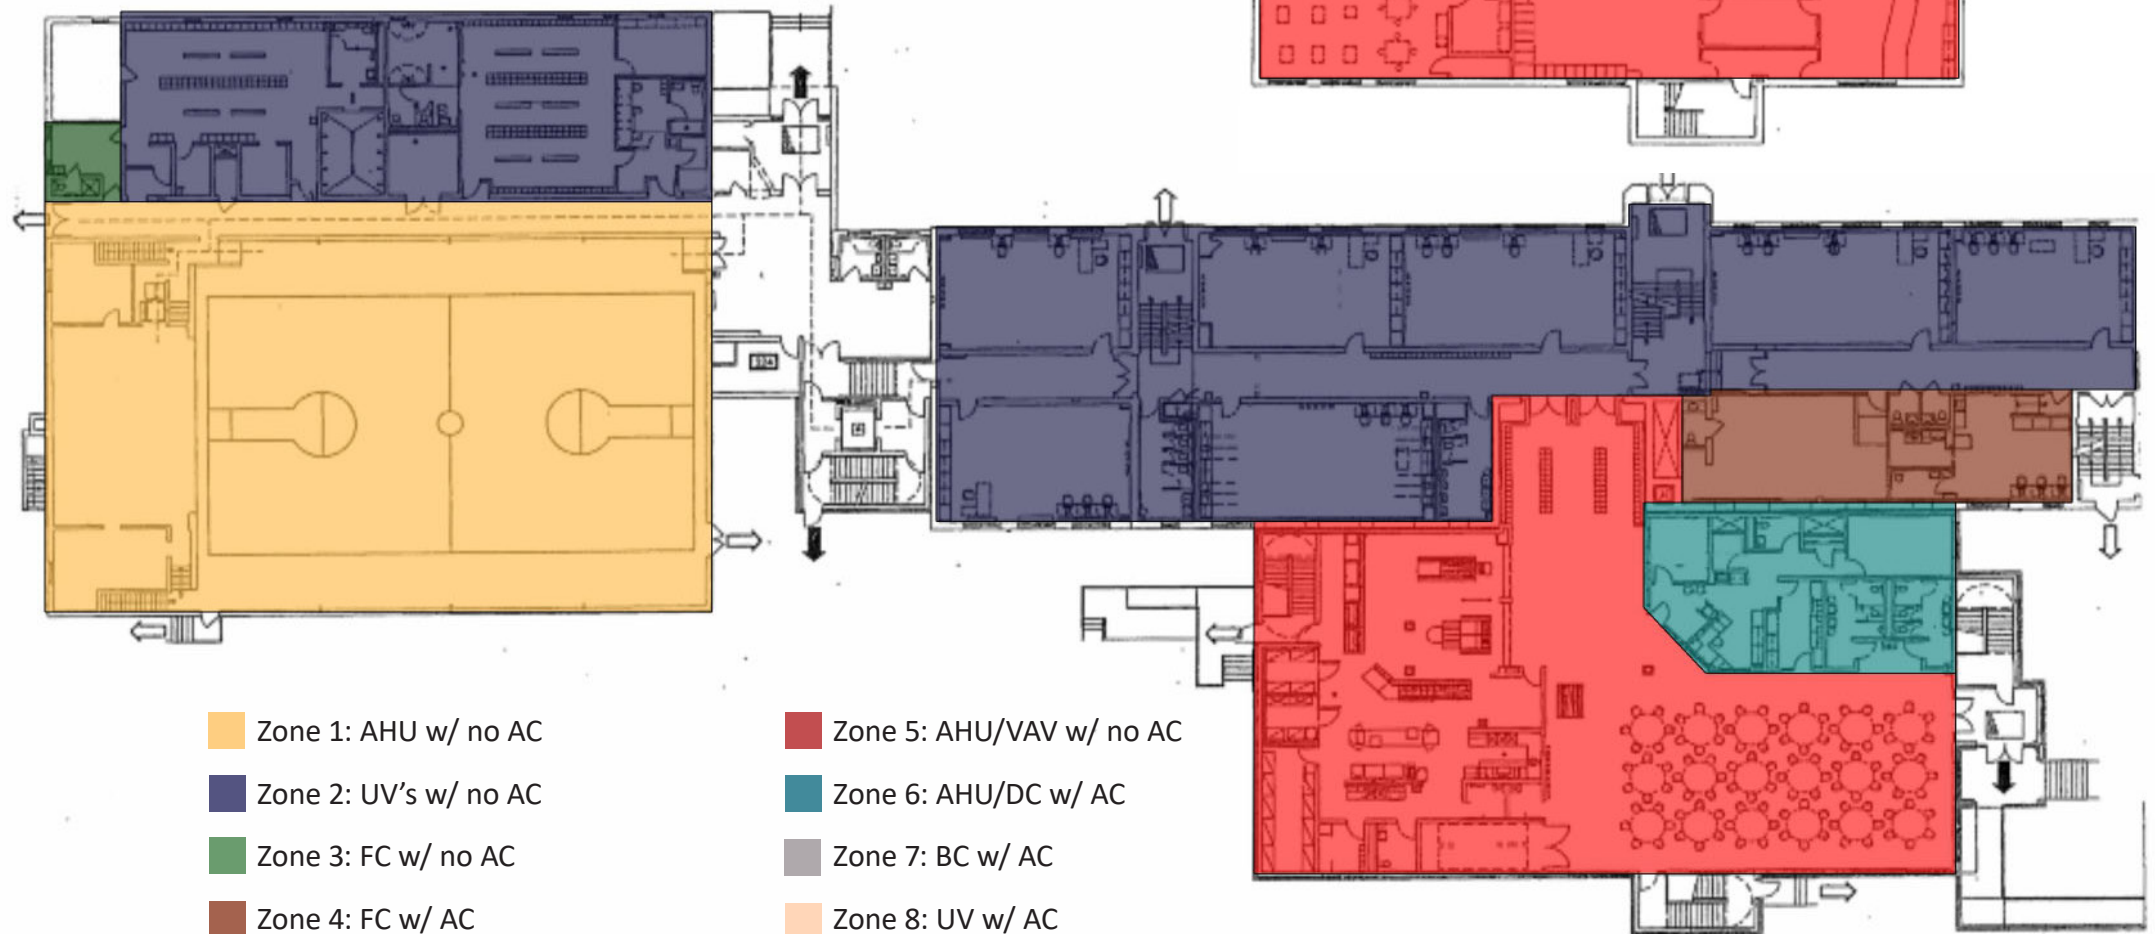 Zone 1: AHU w/ no AC
Zone 2: UV's w/ no AC
Zone 3: FC w/ no AC
Zone 4: FC w/ AC
Zone 5: AHU/VAV w/ no AC
Zone 6: AHU/DC w/ AC
Zone 7: BC w/ AC
Zone 8: UV w/ AC